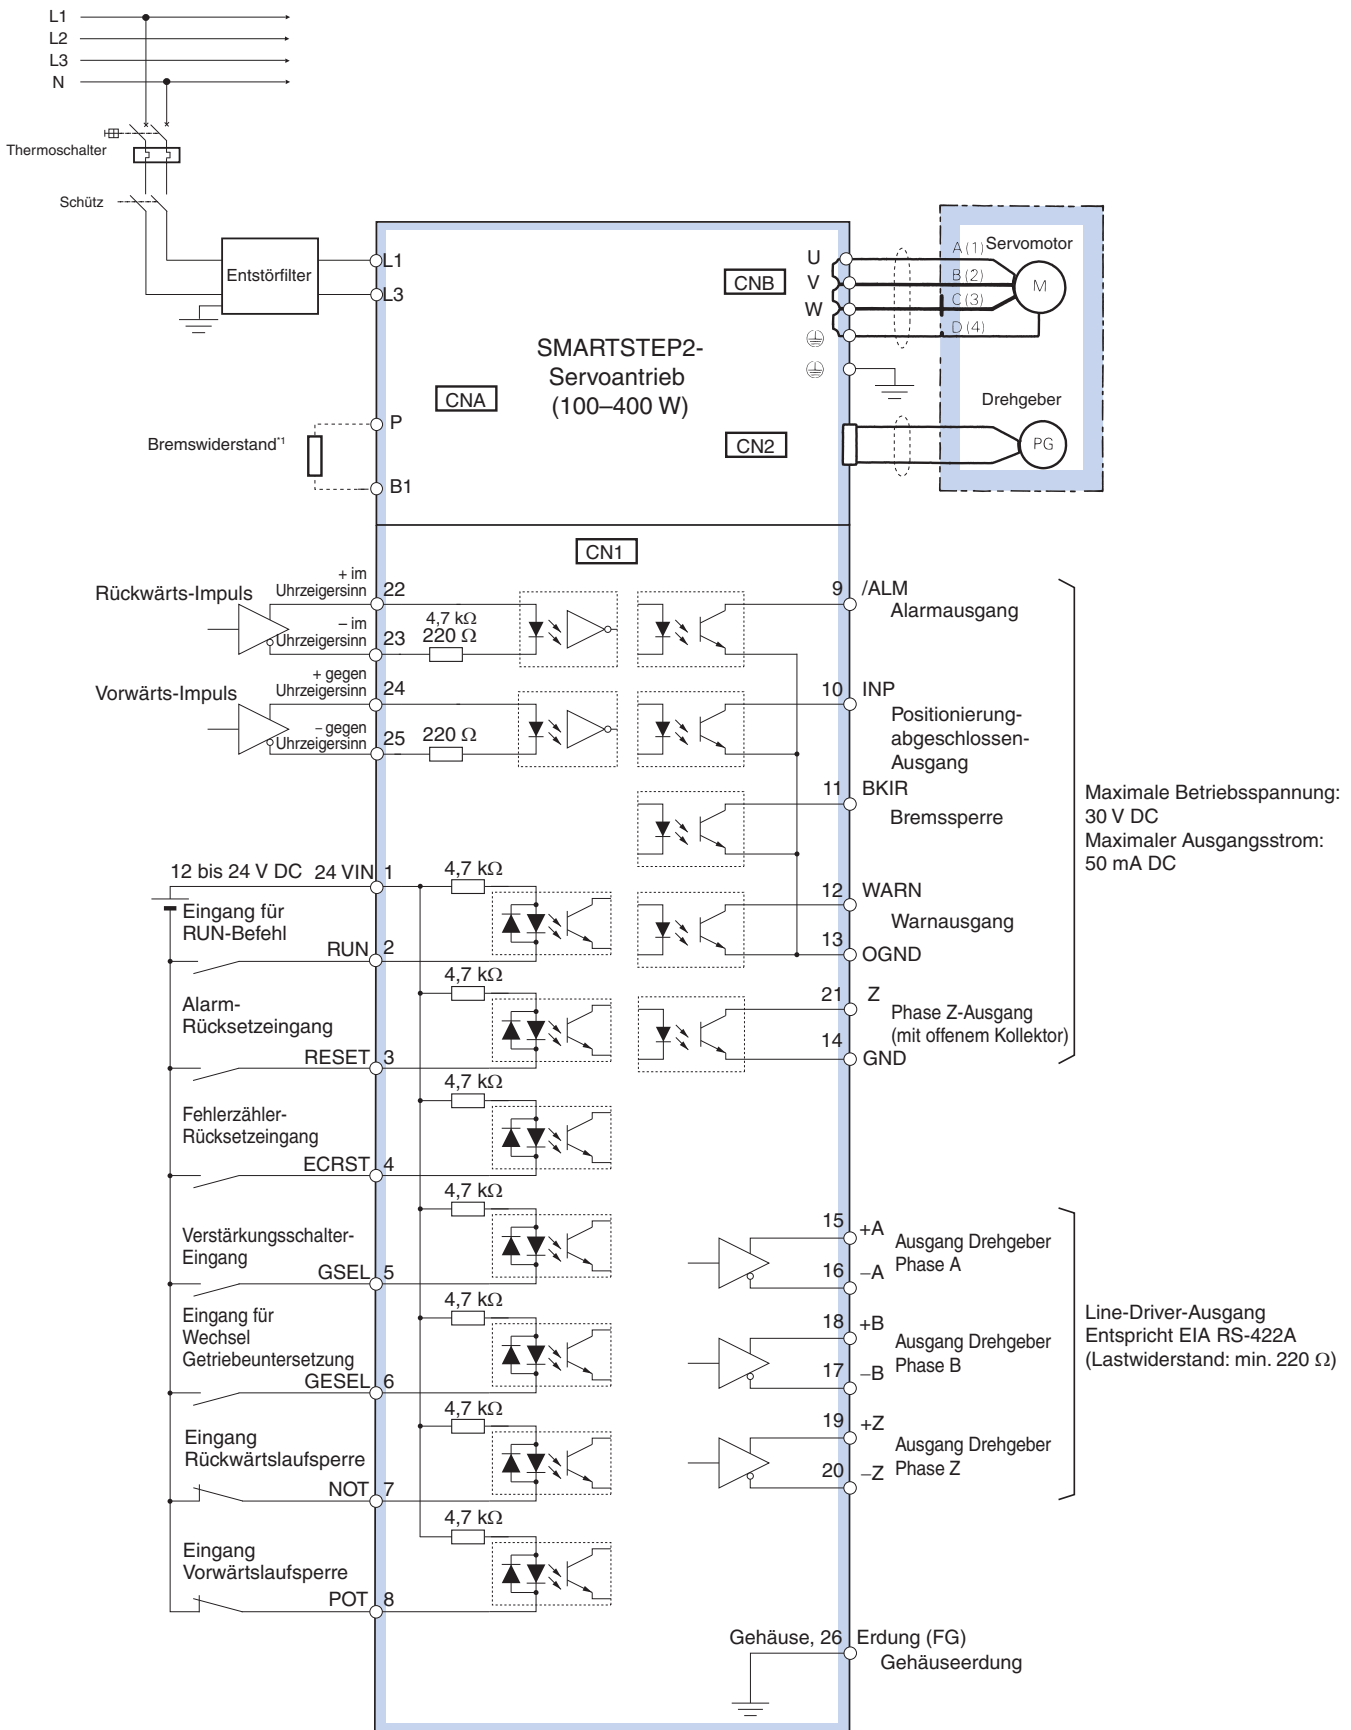 L1
L2
L3
N
Thermoschalter
Schütz
Entstörfilter
L1
L3
SMARTSTEP2-
Servoantrieb
(100–400 W)
CNA
CNB
CN2
U
V
W
A (1)
B (2)
C (3)
D (4)
Servomotor
M
Drehgeber
PG
P
Bremswiderstand*1
B1
CN1
Rückwärts-Impuls
+ im
Uhrzeigersinn
22
– im
Uhrzeigersinn
23
4,7 kΩ
220 Ω
Vorwärts-Impuls
+ gegen
Uhrzeigersinn
24
– gegen
Uhrzeigersinn
25
220 Ω
12 bis 24 V DC
24 VIN
1
4,7 kΩ
Eingang für
RUN-Befehl
RUN
2
4,7 kΩ
Alarm-
Rücksetzeingang
RESET
3
4,7 kΩ
Fehlerzähler-
Rücksetzeingang
ECRST
4
4,7 kΩ
Verstärkungsschalter-
Eingang
GSEL
5
4,7 kΩ
Eingang für
Wechsel
Getriebeuntersetzung
GESEL
6
4,7 kΩ
Eingang
Rückwärtslaufsperre
NOT
7
4,7 kΩ
Eingang
Vorwärtslaufsperre
POT
8
9
/ALM
Alarmausgang
10
INP
Positionierung-
abgeschlossen-
Ausgang
11
BKIR
Bremssperre
12
WARN
Warnausgang
13
OGND
21
Z
Phase Z-Ausgang
(mit offenem Kollektor)
14
GND
Maximale Betriebsspannung:
30 V DC
Maximaler Ausgangsstrom:
50 mA DC
15
+A
Ausgang Drehgeber
Phase A
16
–A
18
+B
Ausgang Drehgeber
Phase B
17
–B
19
+Z
Ausgang Drehgeber
Phase Z
20
–Z
Line-Driver-Ausgang
Entspricht EIA RS-422A
(Lastwiderstand: min. 220 Ω)
Gehäuse, 26
Erdung (FG)
Gehäuseerdung